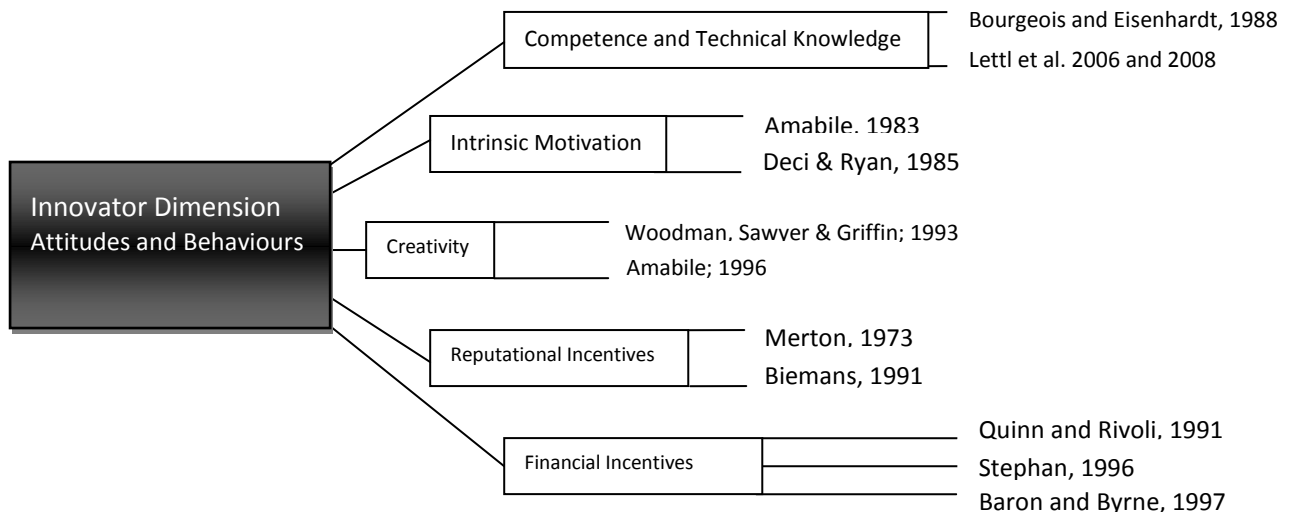 Competence and Technical Knowledge
Bourgeois and Eisenhardt, 1988
Lettl et al. 2006 and 2008
Intrinsic Motivation
Amabile, 1983
Deci & Ryan, 1985
Innovator Dimension
Attitudes and Behaviours
Creativity
Woodman, Sawyer & Griffin; 1993
Amabile; 1996
Reputational Incentives
Merton, 1973
Biemans, 1991
Financial Incentives
Quinn and Rivoli, 1991
Stephan, 1996
Baron and Byrne, 1997